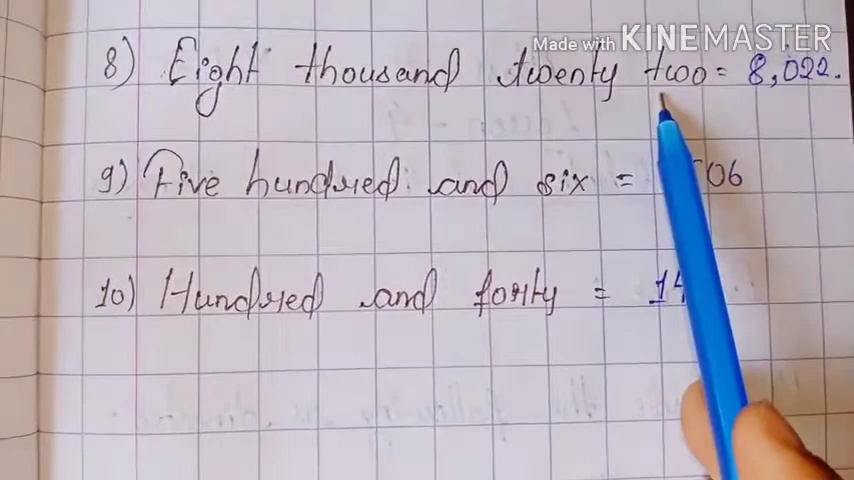 Made with KINEMASTER
8) Eight thousand twenty two = 8,022.
9) Five hundred and six = 506
10) Hundred and forty = 14